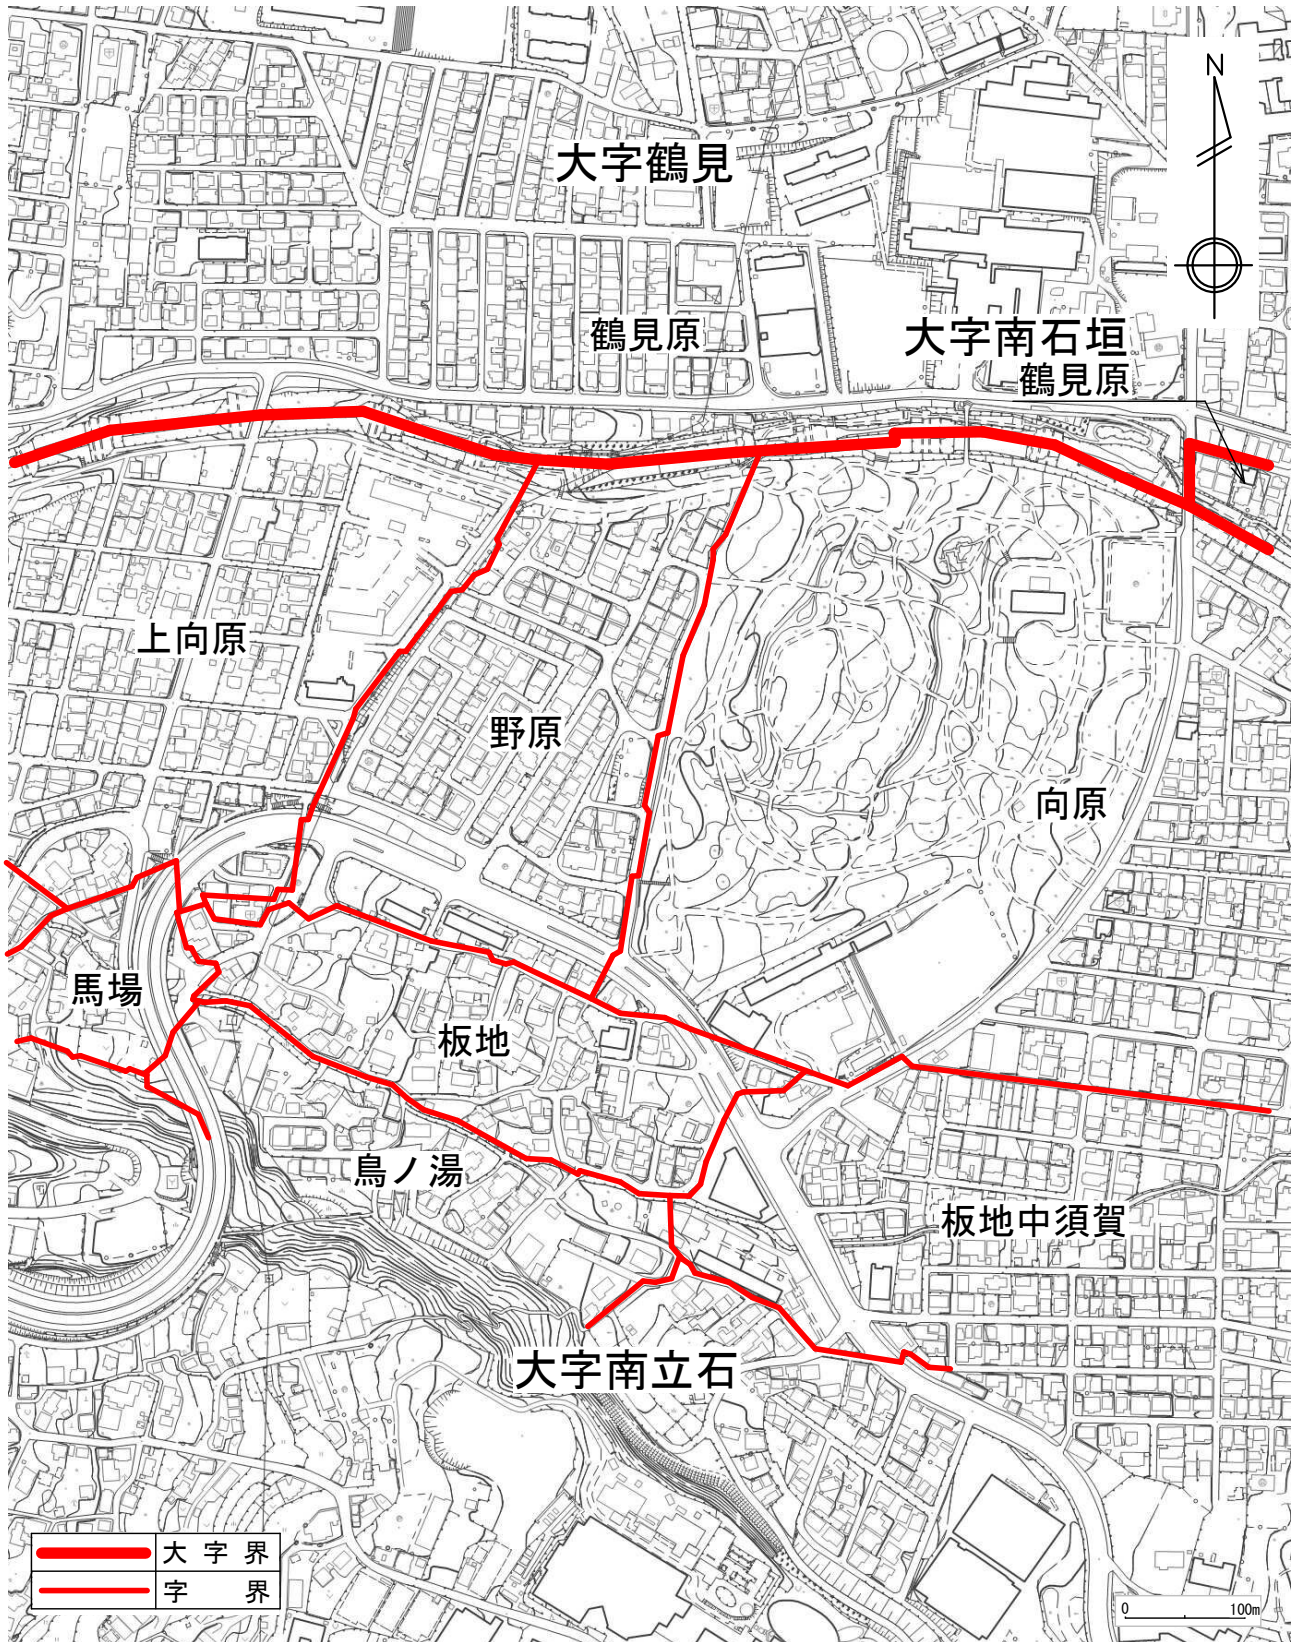 N
大字鶴見
鶴見原
大字南石垣
鶴見原
上向原
野原
向原
馬場
板地
鳥ノ湯
板地中須賀
大字南立石
大字界
字界
0 100m